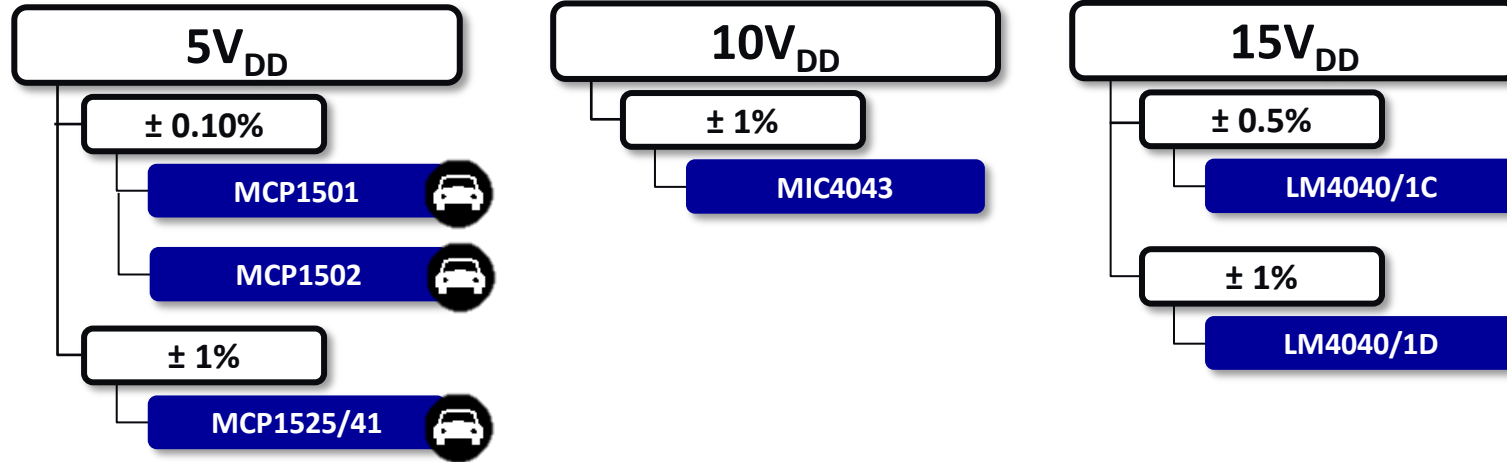 5VDD
± 0.10%
MCP1501
MCP1502
± 1%
MCP1525/41
10VDD
± 1%
MIC4043
15VDD
± 0.5%
LM4040/1C
± 1%
LM4040/1D